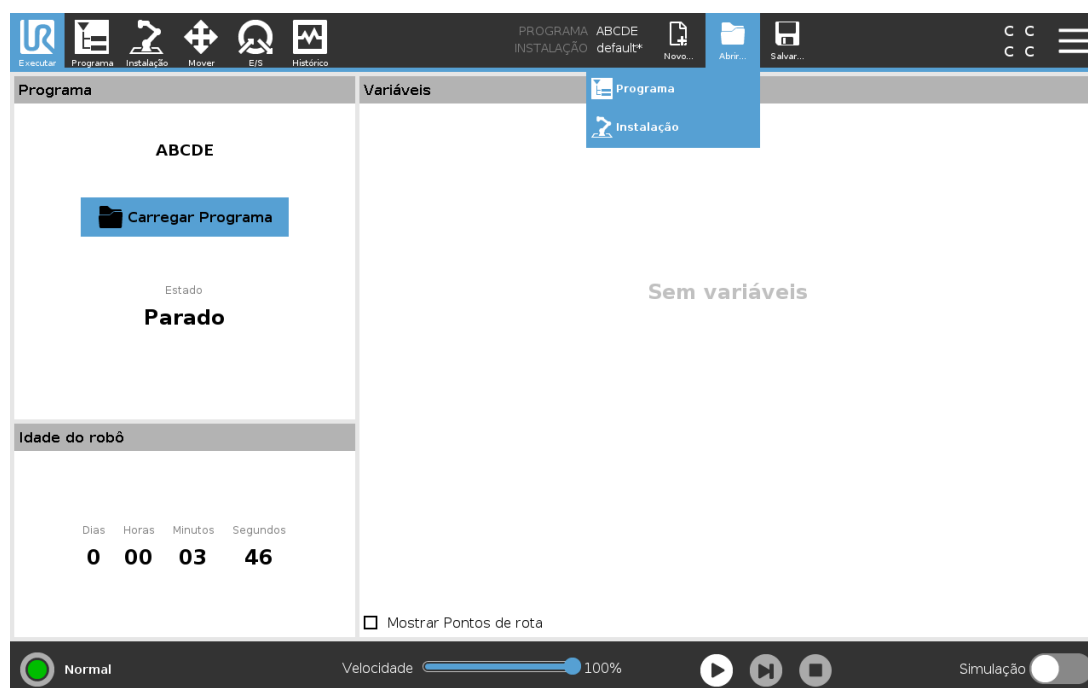 PROGRAMA ABCDE
INSTALAÇÃO default*
UR
Executar Programa Instalação Mover E/S Histórico Novo... Abrir... Salvar...
C C
C C
Programa
Instalação
Programa
ABCDE
Carregar Programa
Estado
Parado
Variáveis
Sem variáveis
Mostrar Pontos de rota
Idade do robô
Dias Horas Minutos Segundos
0 00 03 46
Normal Velocidade 100% Simulação